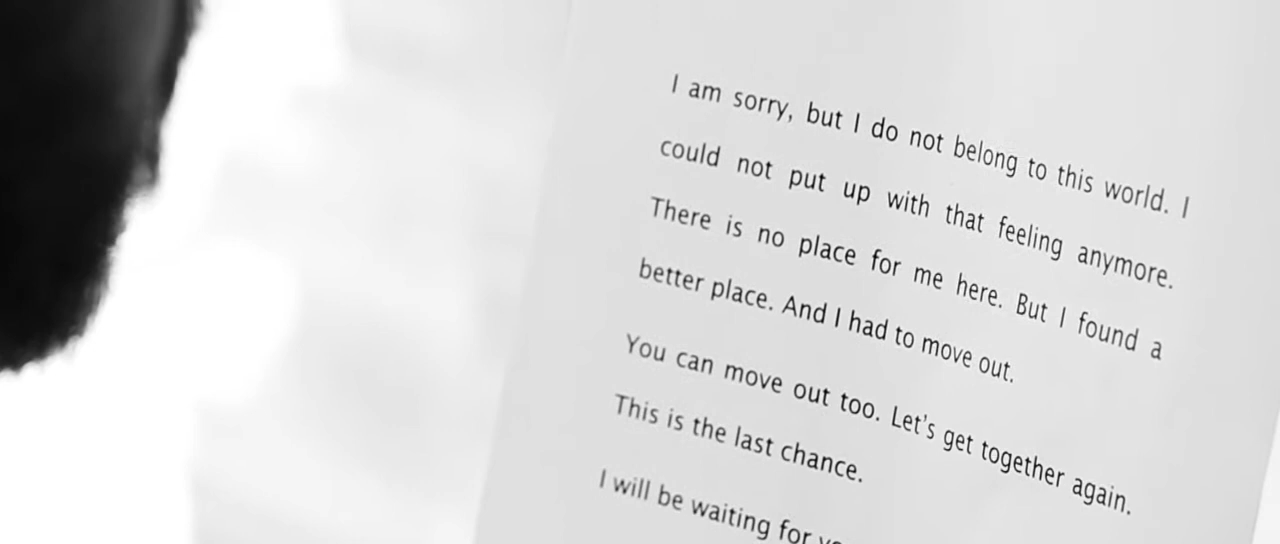 I am sorry, but I do not belong to this world. I
could not put up with that feeling anymore.
There is no place for me here. But I found a
better place. And I had to move out.
You can move out too. Let's get together again.
This is the last chance.
I will be waiting for